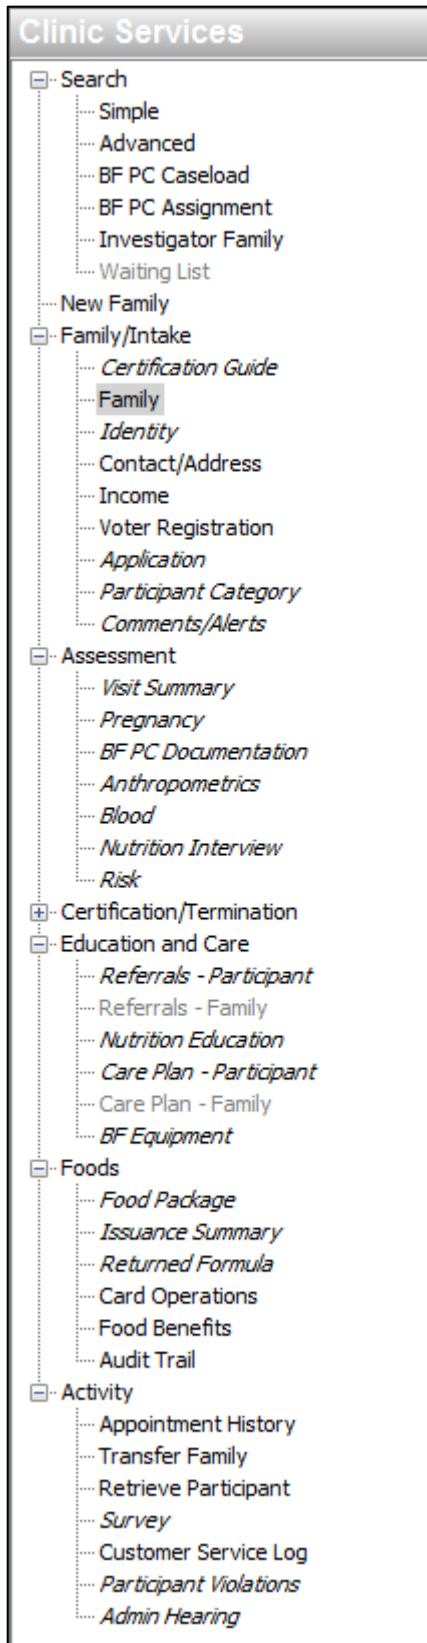 Clinic Services
Search
Simple
Advanced
BF PC Caseload
BF PC Assignment
Investigator Family
Waiting List
New Family
Family/Intake
Certification Guide
Family
Identity
Contact/Address
Income
Voter Registration
Application
Participant Category
Comments/Alerts
Assessment
Visit Summary
Pregnancy
BF PC Documentation
Anthropometrics
Blood
Nutrition Interview
Risk
Certification/Termination
Education and Care
Referrals - Participant
Referrals - Family
Nutrition Education
Care Plan - Participant
Care Plan - Family
BF Equipment
Foods
Food Package
Issuance Summary
Returned Formula
Card Operations
Food Benefits
Audit Trail
Activity
Appointment History
Transfer Family
Retrieve Participant
Survey
Customer Service Log
Participant Violations
Admin Hearing